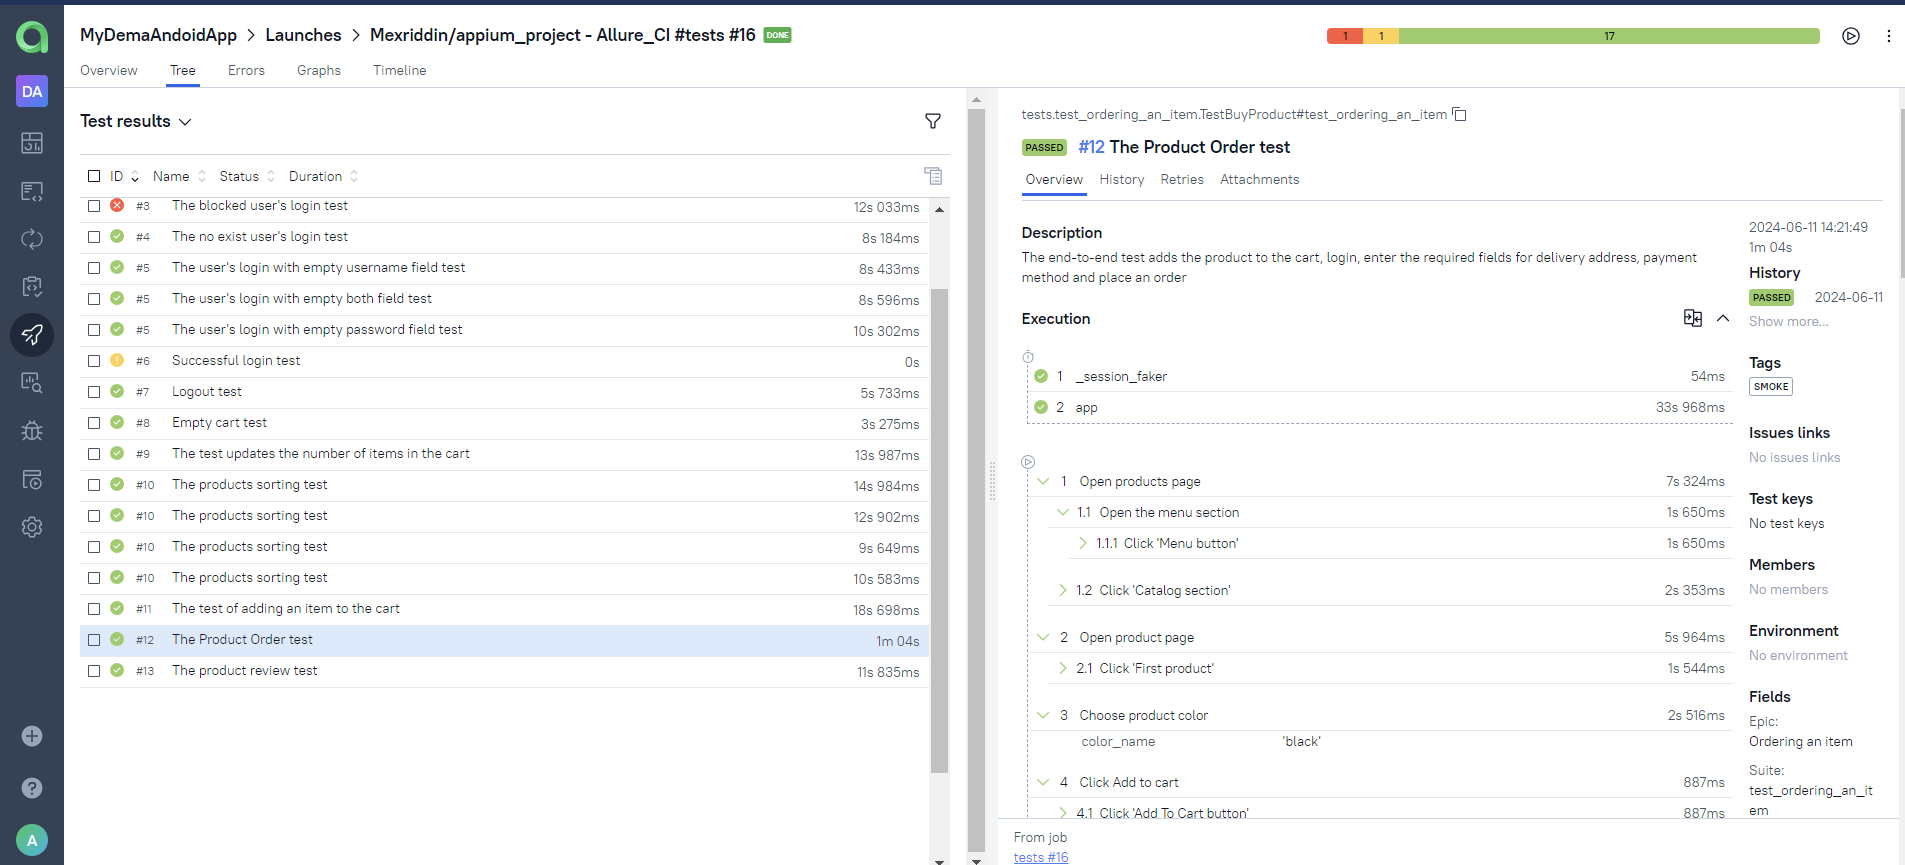 MyDemaAndoidApp > Launches > Mexriddin/appium_project - Allure_CI #tests #16 DONE
1 1 17
Overview Tree Errors Graphs Timeline
DA
Test results
ID Name Status Duration
#3 The blocked user's login test 12s 033ms
#4 The no exist user's login test 8s 184ms
#5 The user's login with empty username field test 8s 433ms
#5 The user's login with empty both field test 8s 596ms
#5 The user's login with empty password field test 10s 302ms
#6 Successful login test 0s
#7 Logout test 5s 733ms
#8 Empty cart test 3s 275ms
#9 The test updates the number of items in the cart 13s 987ms
#10 The products sorting test 14s 984ms
#10 The products sorting test 12s 902ms
#10 The products sorting test 9s 649ms
#10 The products sorting test 10s 583ms
#11 The test of adding an item to the cart 18s 698ms
#12 The Product Order test 1m 04s
#13 The product review test 11s 835ms
A
tests.test_ordering_an_item.TestBuyProduct#test_ordering_an_item
PASSED #12 The Product Order test
Overview History Retries Attachments
Description
The end-to-end test adds the product to the cart, login, enter the required fields for delivery address, payment
method and place an order
Execution
1 _session_faker 54ms
2 app 33s 968ms
1 Open products page 7s 324ms
1.1 Open the menu section 1s 650ms
1.1.1 Click 'Menu button' 1s 650ms
1.2 Click 'Catalog section' 2s 353ms
2 Open product page 5s 964ms
2.1 Click 'First product' 1s 544ms
3 Choose product color 2s 516ms
color_name 'black'
4 Click Add to cart 887ms
4.1 Click 'Add To Cart button' 887ms
2024-06-11 14:21:49
1m 04s
History
PASSED 2024-06-11
Show more...
Tags
SMOKE
Issues links
No issues links
Test keys
No test keys
Members
No members
Environment
No environment
Fields
Epic:
Ordering an item
Suite:
test_ordering_an_it
em
From job
tests #16